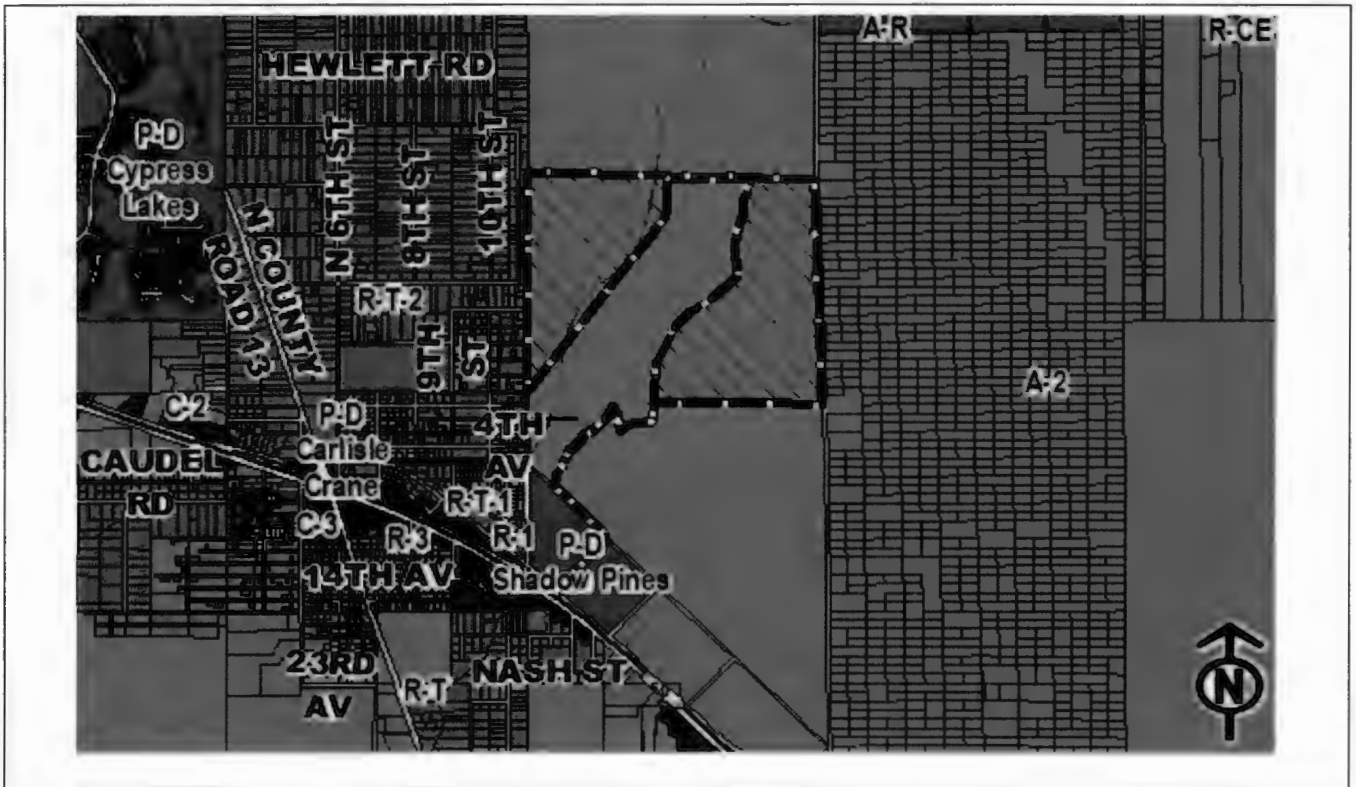 A-R
R-CE
HEWLETT RD
P-D
Cypress
Lakes
N 6TH ST
8TH ST
10TH ST
N COUNTY
ROAD 13
R-T-2
9TH
ST
A-2
C-2
P-D
Carlisle
Crane
4TH
AV
CAUDEL
RD
R-T-1
C-3
R-3
R-1
P-D
Shadow Pines
14TH AV
23RD
AV
R-T
NASH ST
N